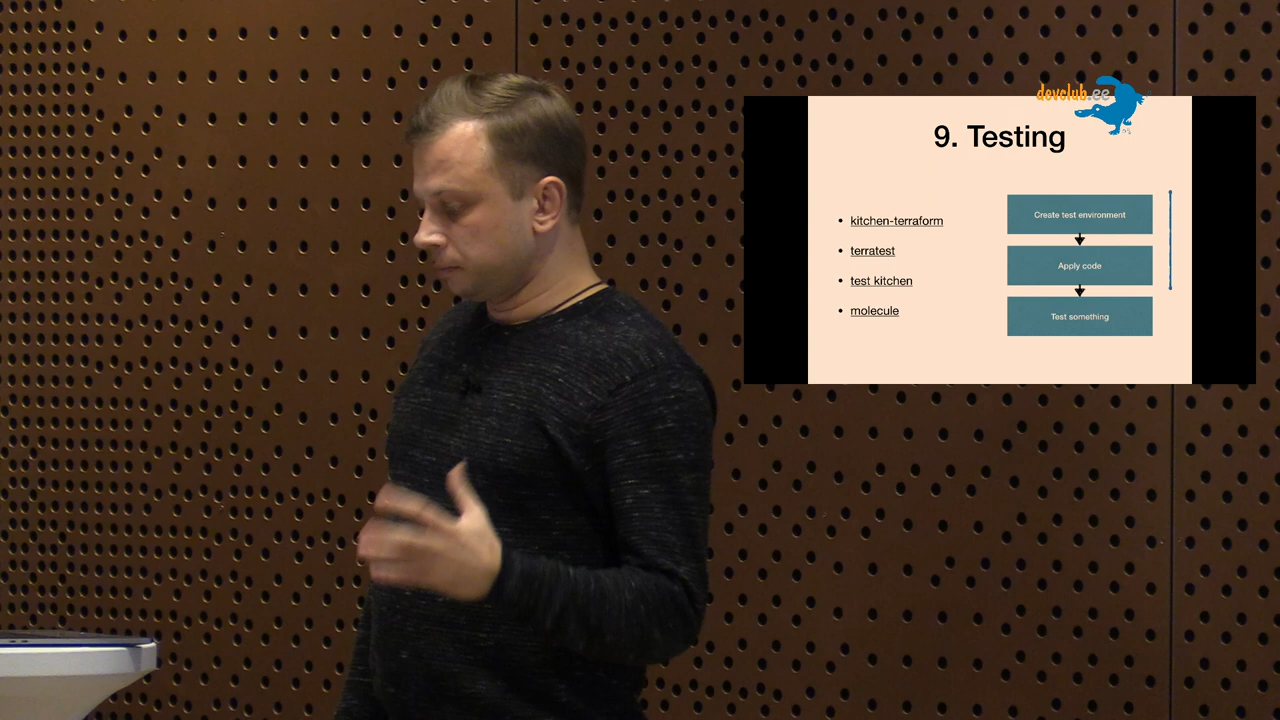 devclub.ee
9. Testing
• kitchen-terraform
• terratest
• test kitchen
• molecule
Create test environment
Apply code
Test something